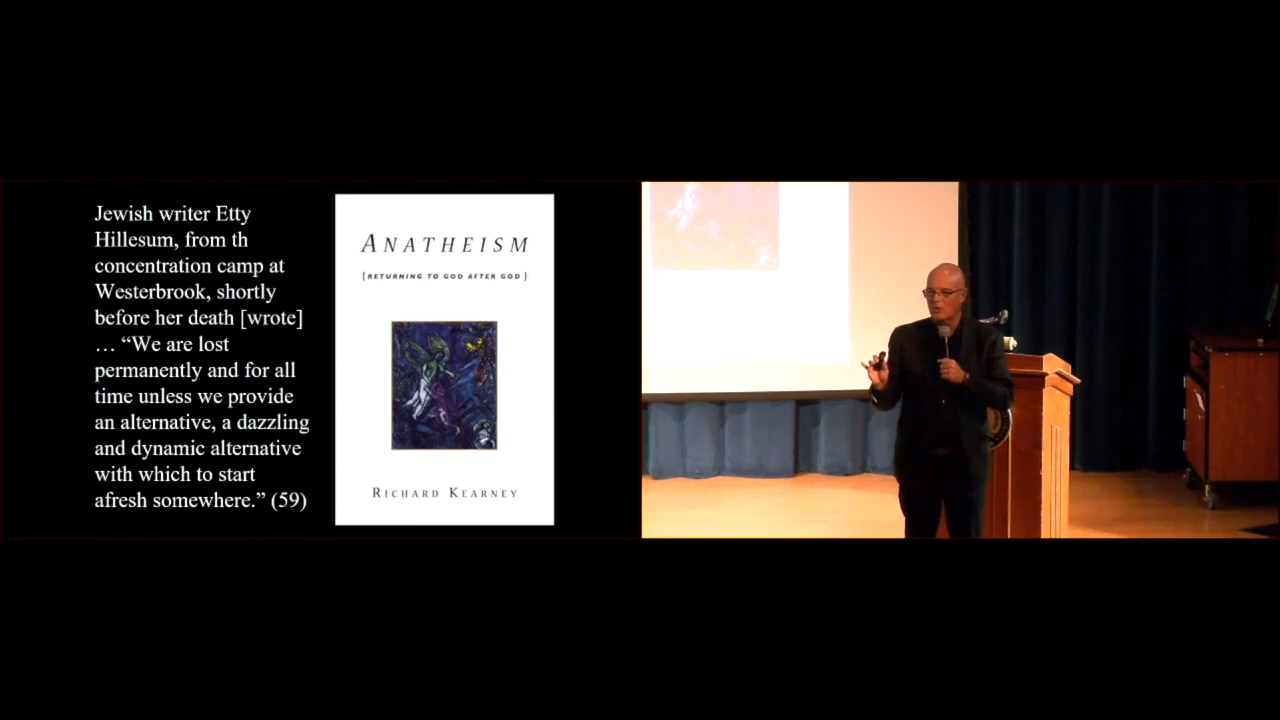 Jewish writer Etty
Hillesum, from th
concentration camp at
Westerbrook, shortly
before her death [wrote]
… “We are lost
permanently and for all
time unless we provide
an alternative, a dazzling
and dynamic alternative
with which to start
afresh somewhere.” (59)
ANATHEISM
[RETURNING TO GOD AFTER GOD]
RICHARD KEARNEY